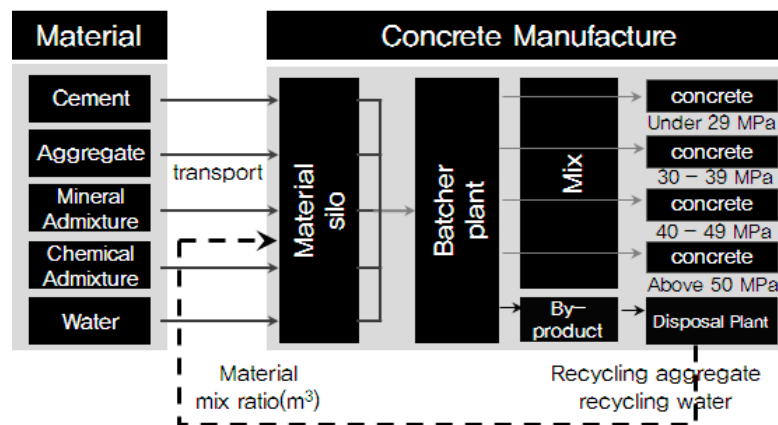 Material
Concrete Manufacture
Cement
Aggregate
transport
Mineral
Admixture
Chemical
Admixture
Water
Material
silo
Batcher
plant
Mix
By-
product
concrete
Under 29 MPa
concrete
30 – 39 MPa
concrete
40 – 49 MPa
concrete
Above 50 MPa
Disposal Plant
Material
mix ratio(m³)
Recycling aggregate
recycling water